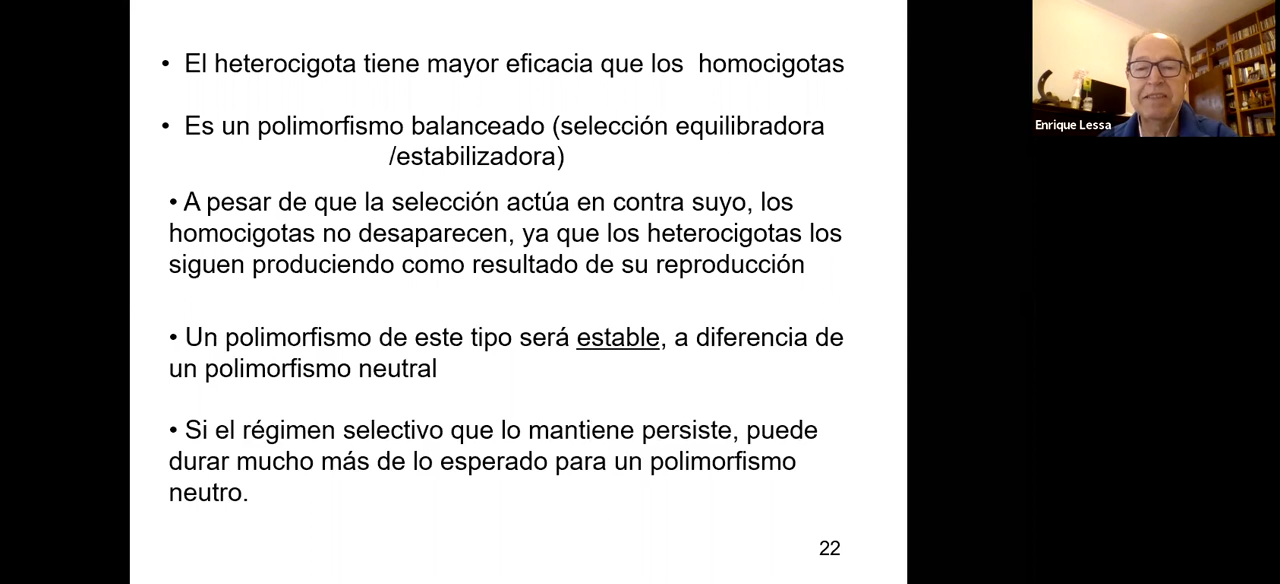 • El heterocigota tiene mayor eficacia que los homocigotas
• Es un polimorfismo balanceado (selección equilibradora
/estabilizadora)
• A pesar de que la selección actúa en contra suyo, los
homocigotas no desaparecen, ya que los heterocigotas los
siguen produciendo como resultado de su reproducción
• Un polimorfismo de este tipo será estable, a diferencia de
un polimorfismo neutral
• Si el régimen selectivo que lo mantiene persiste, puede
durar mucho más de lo esperado para un polimorfismo
neutro.
22
Enrique Lessa